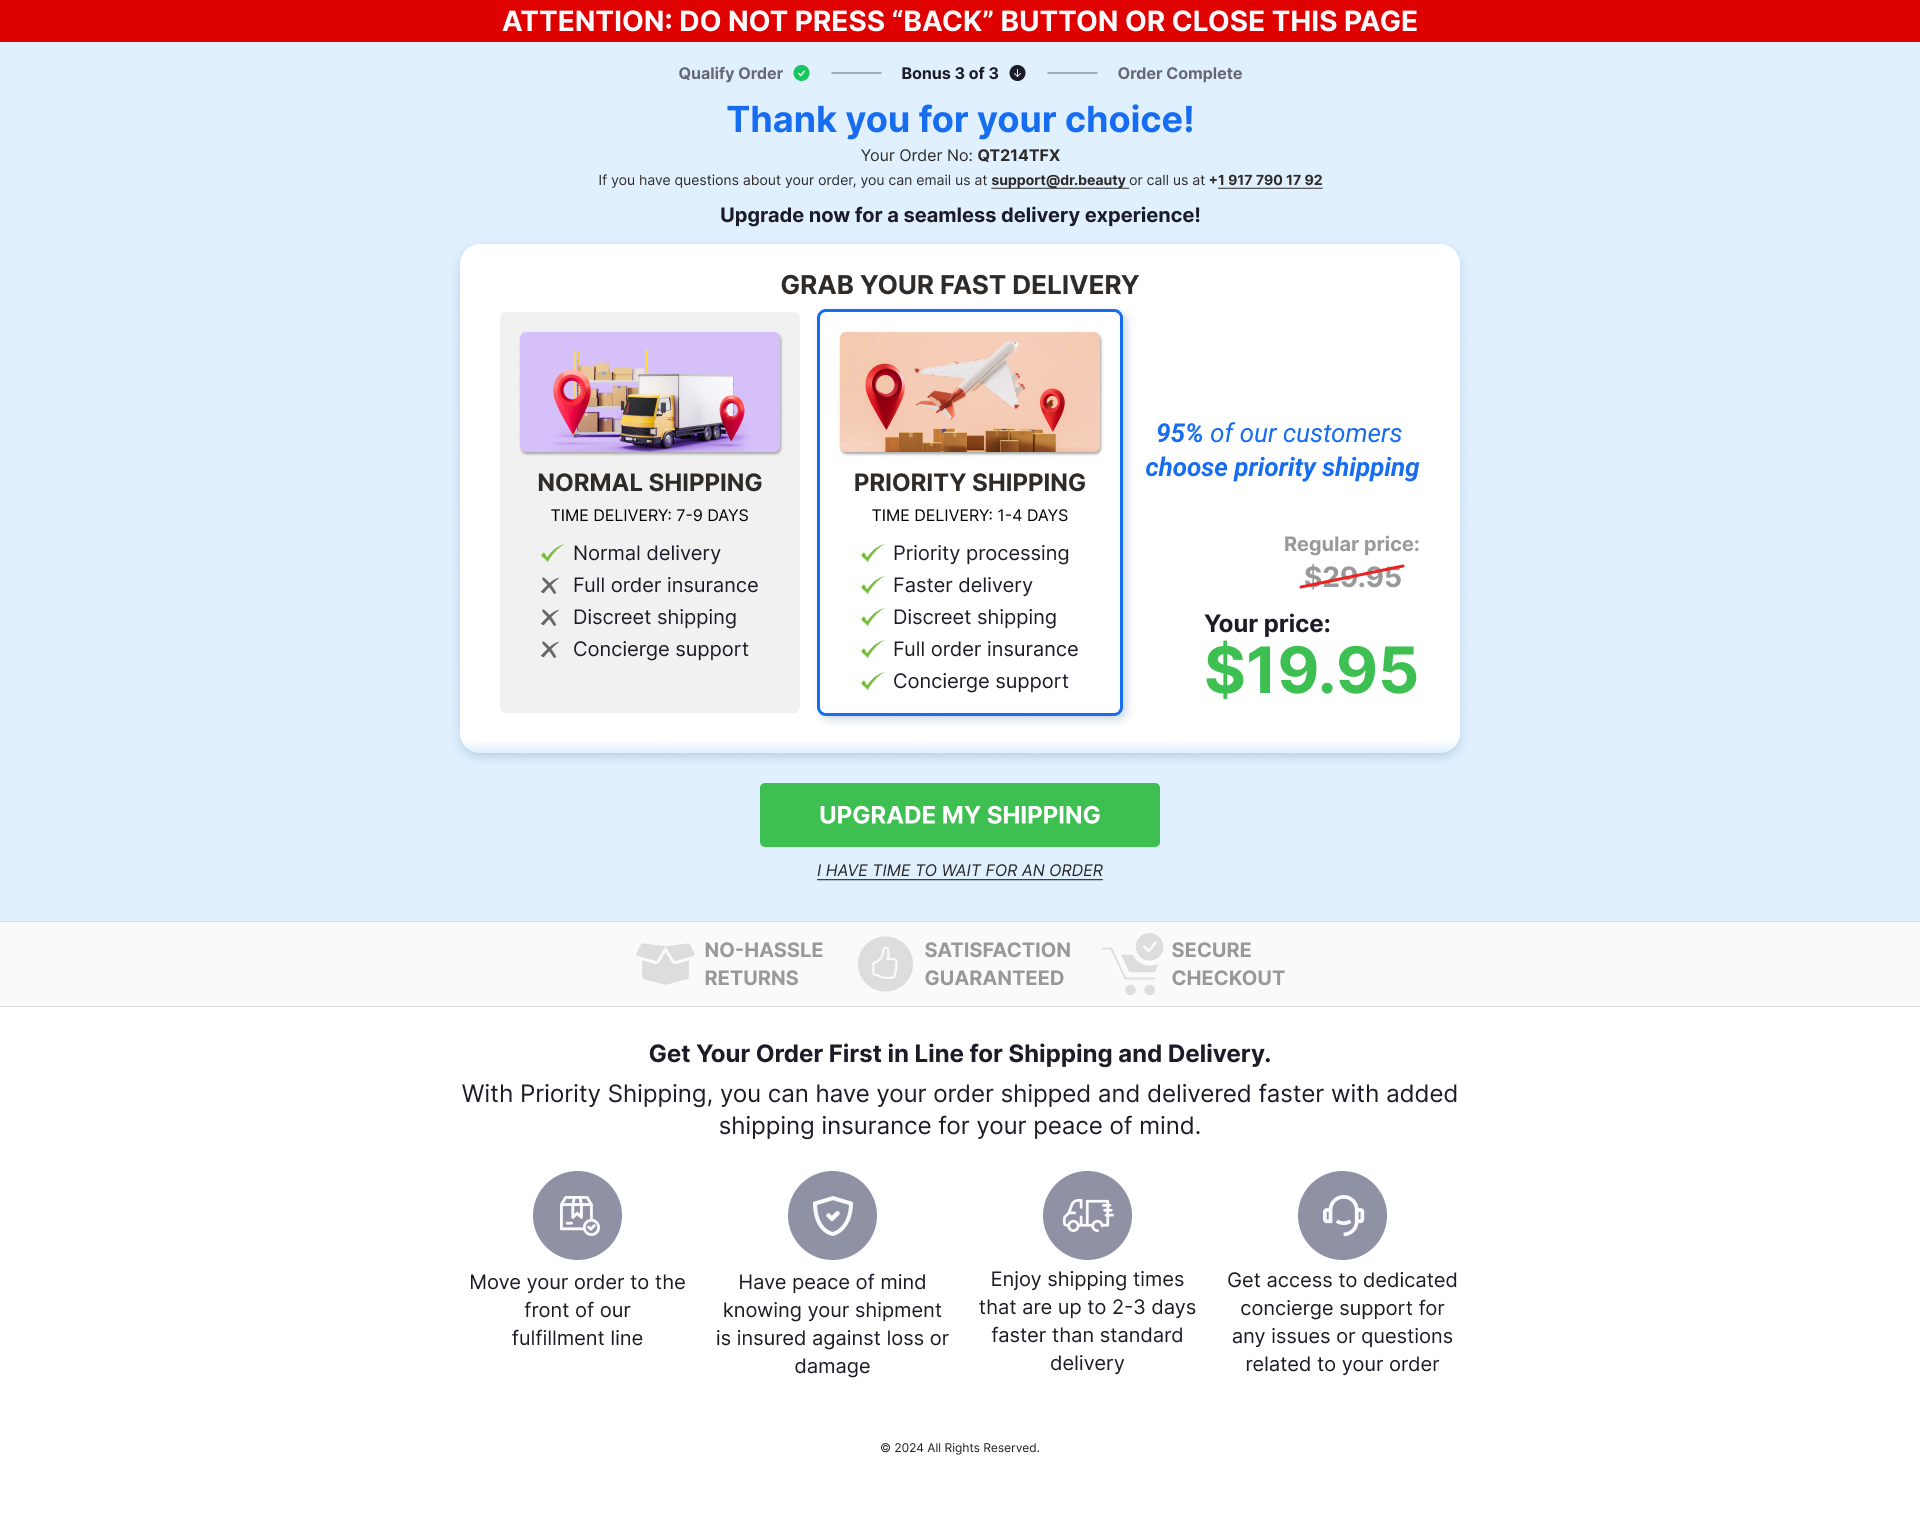 ATTENTION: DO NOT PRESS “BACK” BUTTON OR CLOSE THIS PAGE
Qualify Order
Bonus 3 of 3
Order Complete
Thank you for your choice!
Your Order No: QT214TFX
If you have questions about your order, you can email us at support@dr.beauty or call us at +1 917 790 17 92
Upgrade now for a seamless delivery experience!
GRAB YOUR FAST DELIVERY
NORMAL SHIPPING
TIME DELIVERY: 7-9 DAYS
Normal delivery
Full order insurance
Discreet shipping
Concierge support
PRIORITY SHIPPING
TIME DELIVERY: 1-4 DAYS
Priority processing
Faster delivery
Discreet shipping
Full order insurance
Concierge support
95% of our customers
choose priority shipping
Regular price:
$29.95
Your price:
$19.95
UPGRADE MY SHIPPING
I HAVE TIME TO WAIT FOR AN ORDER
NO-HASSLE
RETURNS
SATISFACTION
GUARANTEED
SECURE
CHECKOUT
Get Your Order First in Line for Shipping and Delivery.
With Priority Shipping, you can have your order shipped and delivered faster with added
shipping insurance for your peace of mind.
Move your order to the
front of our
fulfillment line
Have peace of mind
knowing your shipment
is insured against loss or
damage
Enjoy shipping times
that are up to 2-3 days
faster than standard
delivery
Get access to dedicated
concierge support for
any issues or questions
related to your order
© 2024 All Rights Reserved.